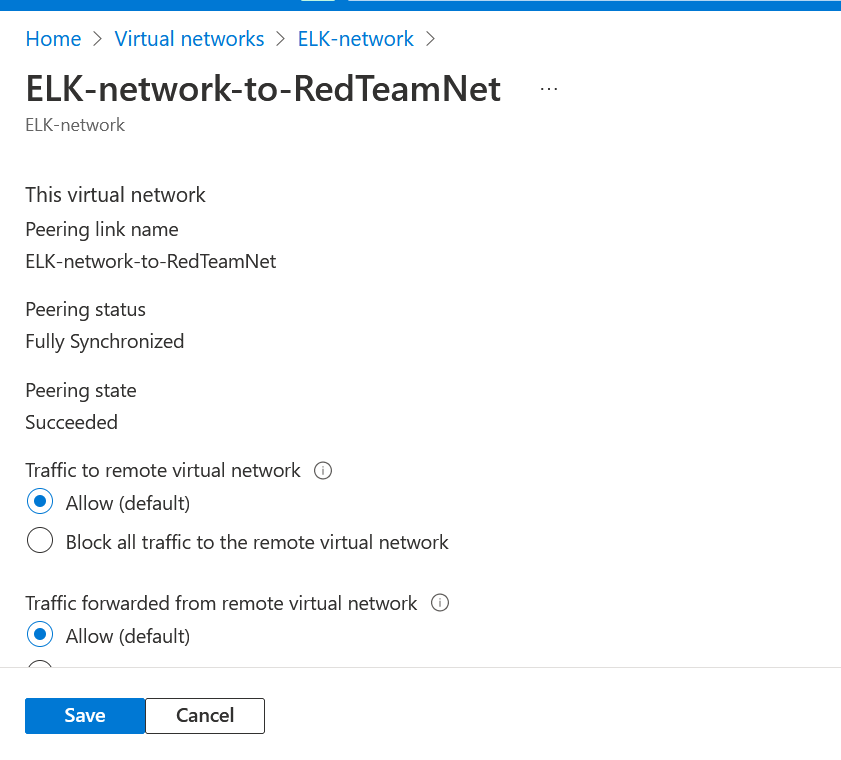 Home > Virtual networks > ELK-network >
ELK-network-to-RedTeamNet ...
ELK-network
This virtual network
Peering link name
ELK-network-to-RedTeamNet
Peering status
Fully Synchronized
Peering state
Succeeded
Traffic to remote virtual network
Allow (default)
Block all traffic to the remote virtual network
Traffic forwarded from remote virtual network
Allow (default)
Save Cancel